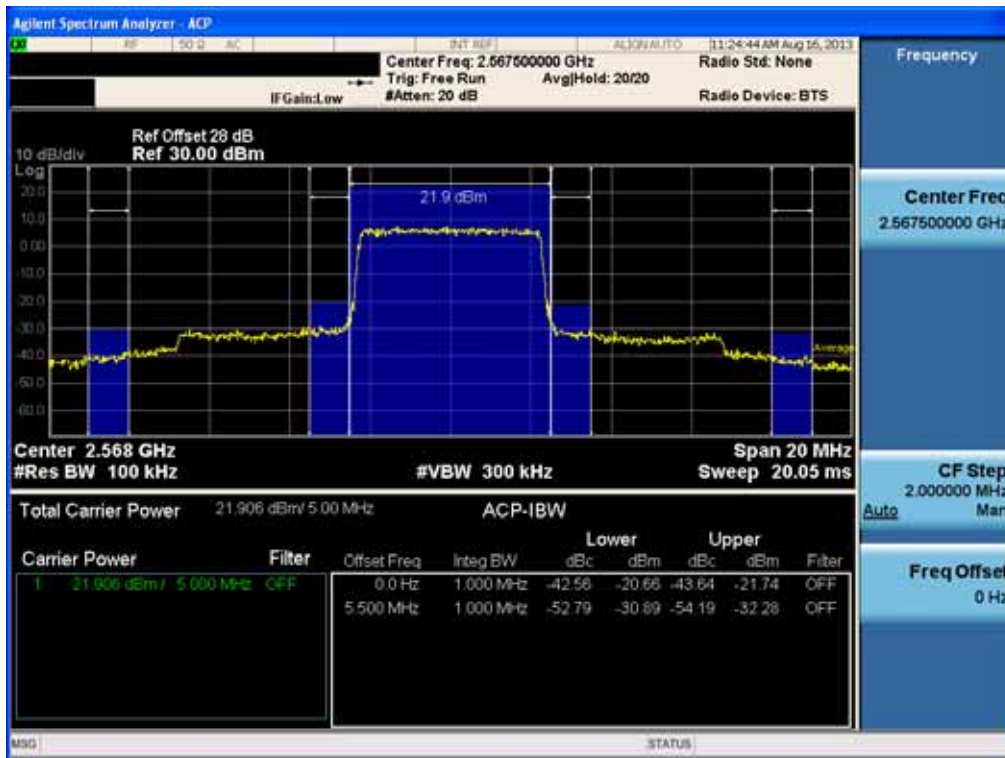 Agilent Spectrum Analyzer - ACP
RF 50 Ω AC INT REF ALIGN AUTO 11:24:44 AM Aug 16, 2013
Center Freq: 2.567500000 GHz Radio Std: None
Trig: Free Run Avg|Hold: 20/20
IFGain:Low #Atten: 20 dB Radio Device: BTS
Ref Offset 28 dB
10 dB/div Ref 30.00 dBm
Log
20.0
10.0
0.00
-10.0
-20.0
-30.0
-40.0
-50.0
-60.0
21.9 dBm
Average
Center 2.568 GHz Span 20 MHz
#Res BW 100 kHz #VBW 300 kHz Sweep 20.05 ms
Total Carrier Power 21.906 dBm/ 5.00 MHz ACP-IBW
Lower Upper
Carrier Power Filter Offset Freq Integ BW dBc dBm dBc dBm Filter
1 21.906 dBm / 5.000 MHz OFF 0.0 Hz 1.000 MHz -42.56 -20.66 -43.64 -21.74 OFF
5.500 MHz 1.000 MHz -52.79 -30.89 -54.19 -32.28 OFF
MSG STATUS
Frequency
Center Freq
2.567500000 GHz
CF Step
2.000000 MHz
Auto Man
Freq Offset
0 Hz